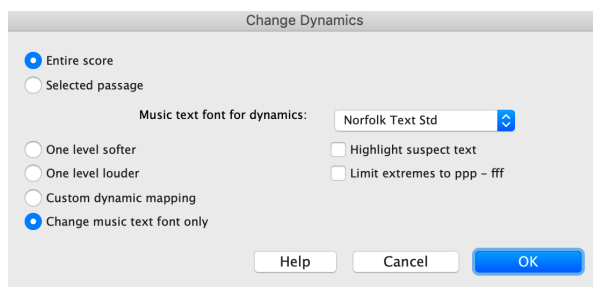 Change Dynamics
Entire score
Selected passage
Music text font for dynamics: Norfolk Text Std
One level softer
Highlight suspect text
One level louder
Limit extremes to ppp – fff
Custom dynamic mapping
Change music text font only
Help Cancel OK